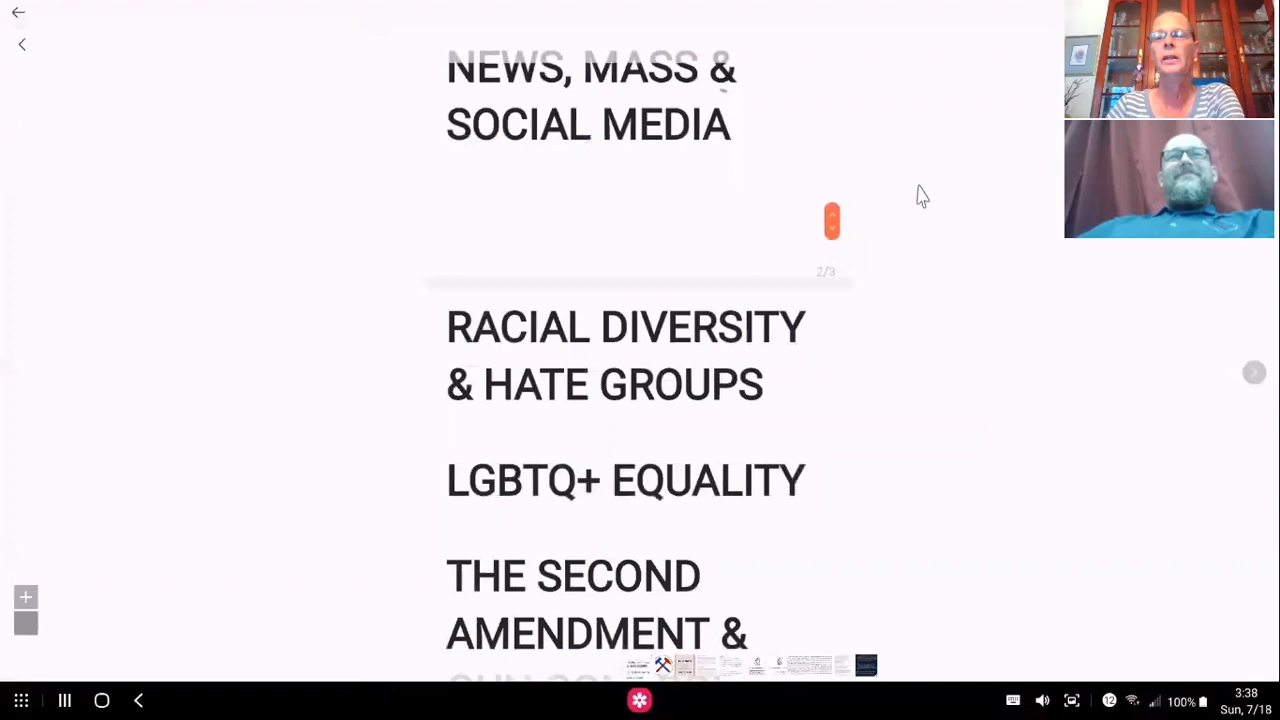 NEWS, MASS &
SOCIAL MEDIA
2/3
RACIAL DIVERSITY
& HATE GROUPS
LGBTQ+ EQUALITY
THE SECOND
AMENDMENT &
12
100%
3:38
Sun, 7/18